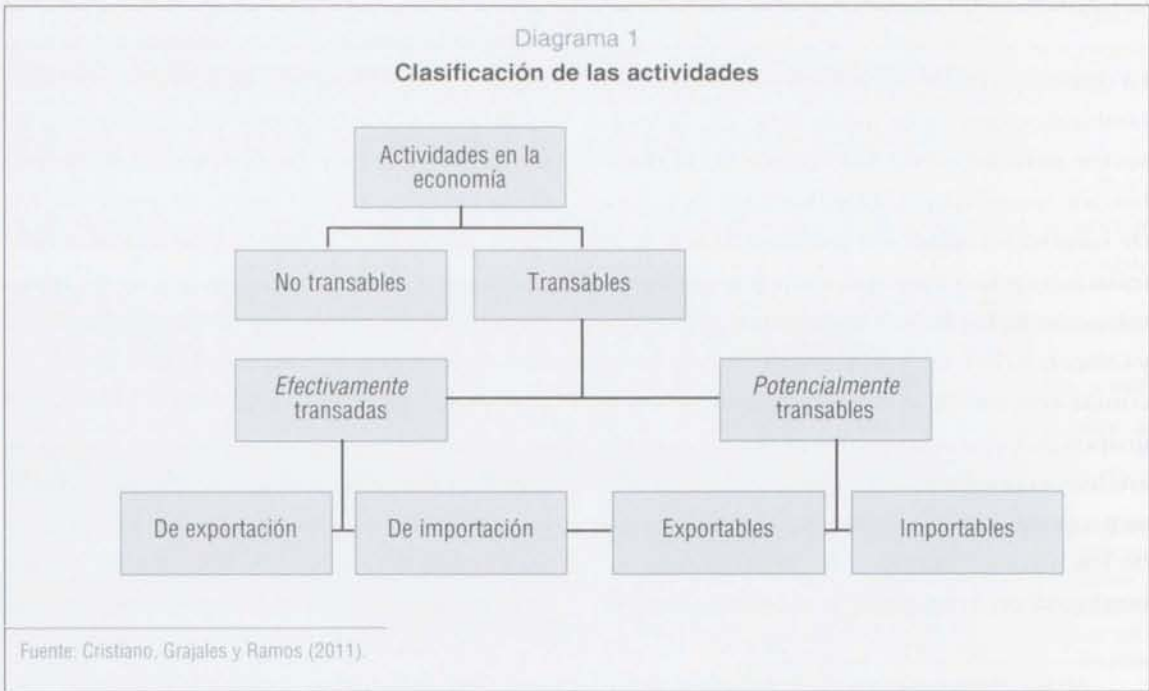 Diagrama 1
Clasificación de las actividades
Actividades en la
economía
No transables
Transables
Efectivamente
transadas
Potencialmente
transables
De exportación
De importación
Exportables
Importables
Fuente: Cristiano, Grajales y Ramos (2011).